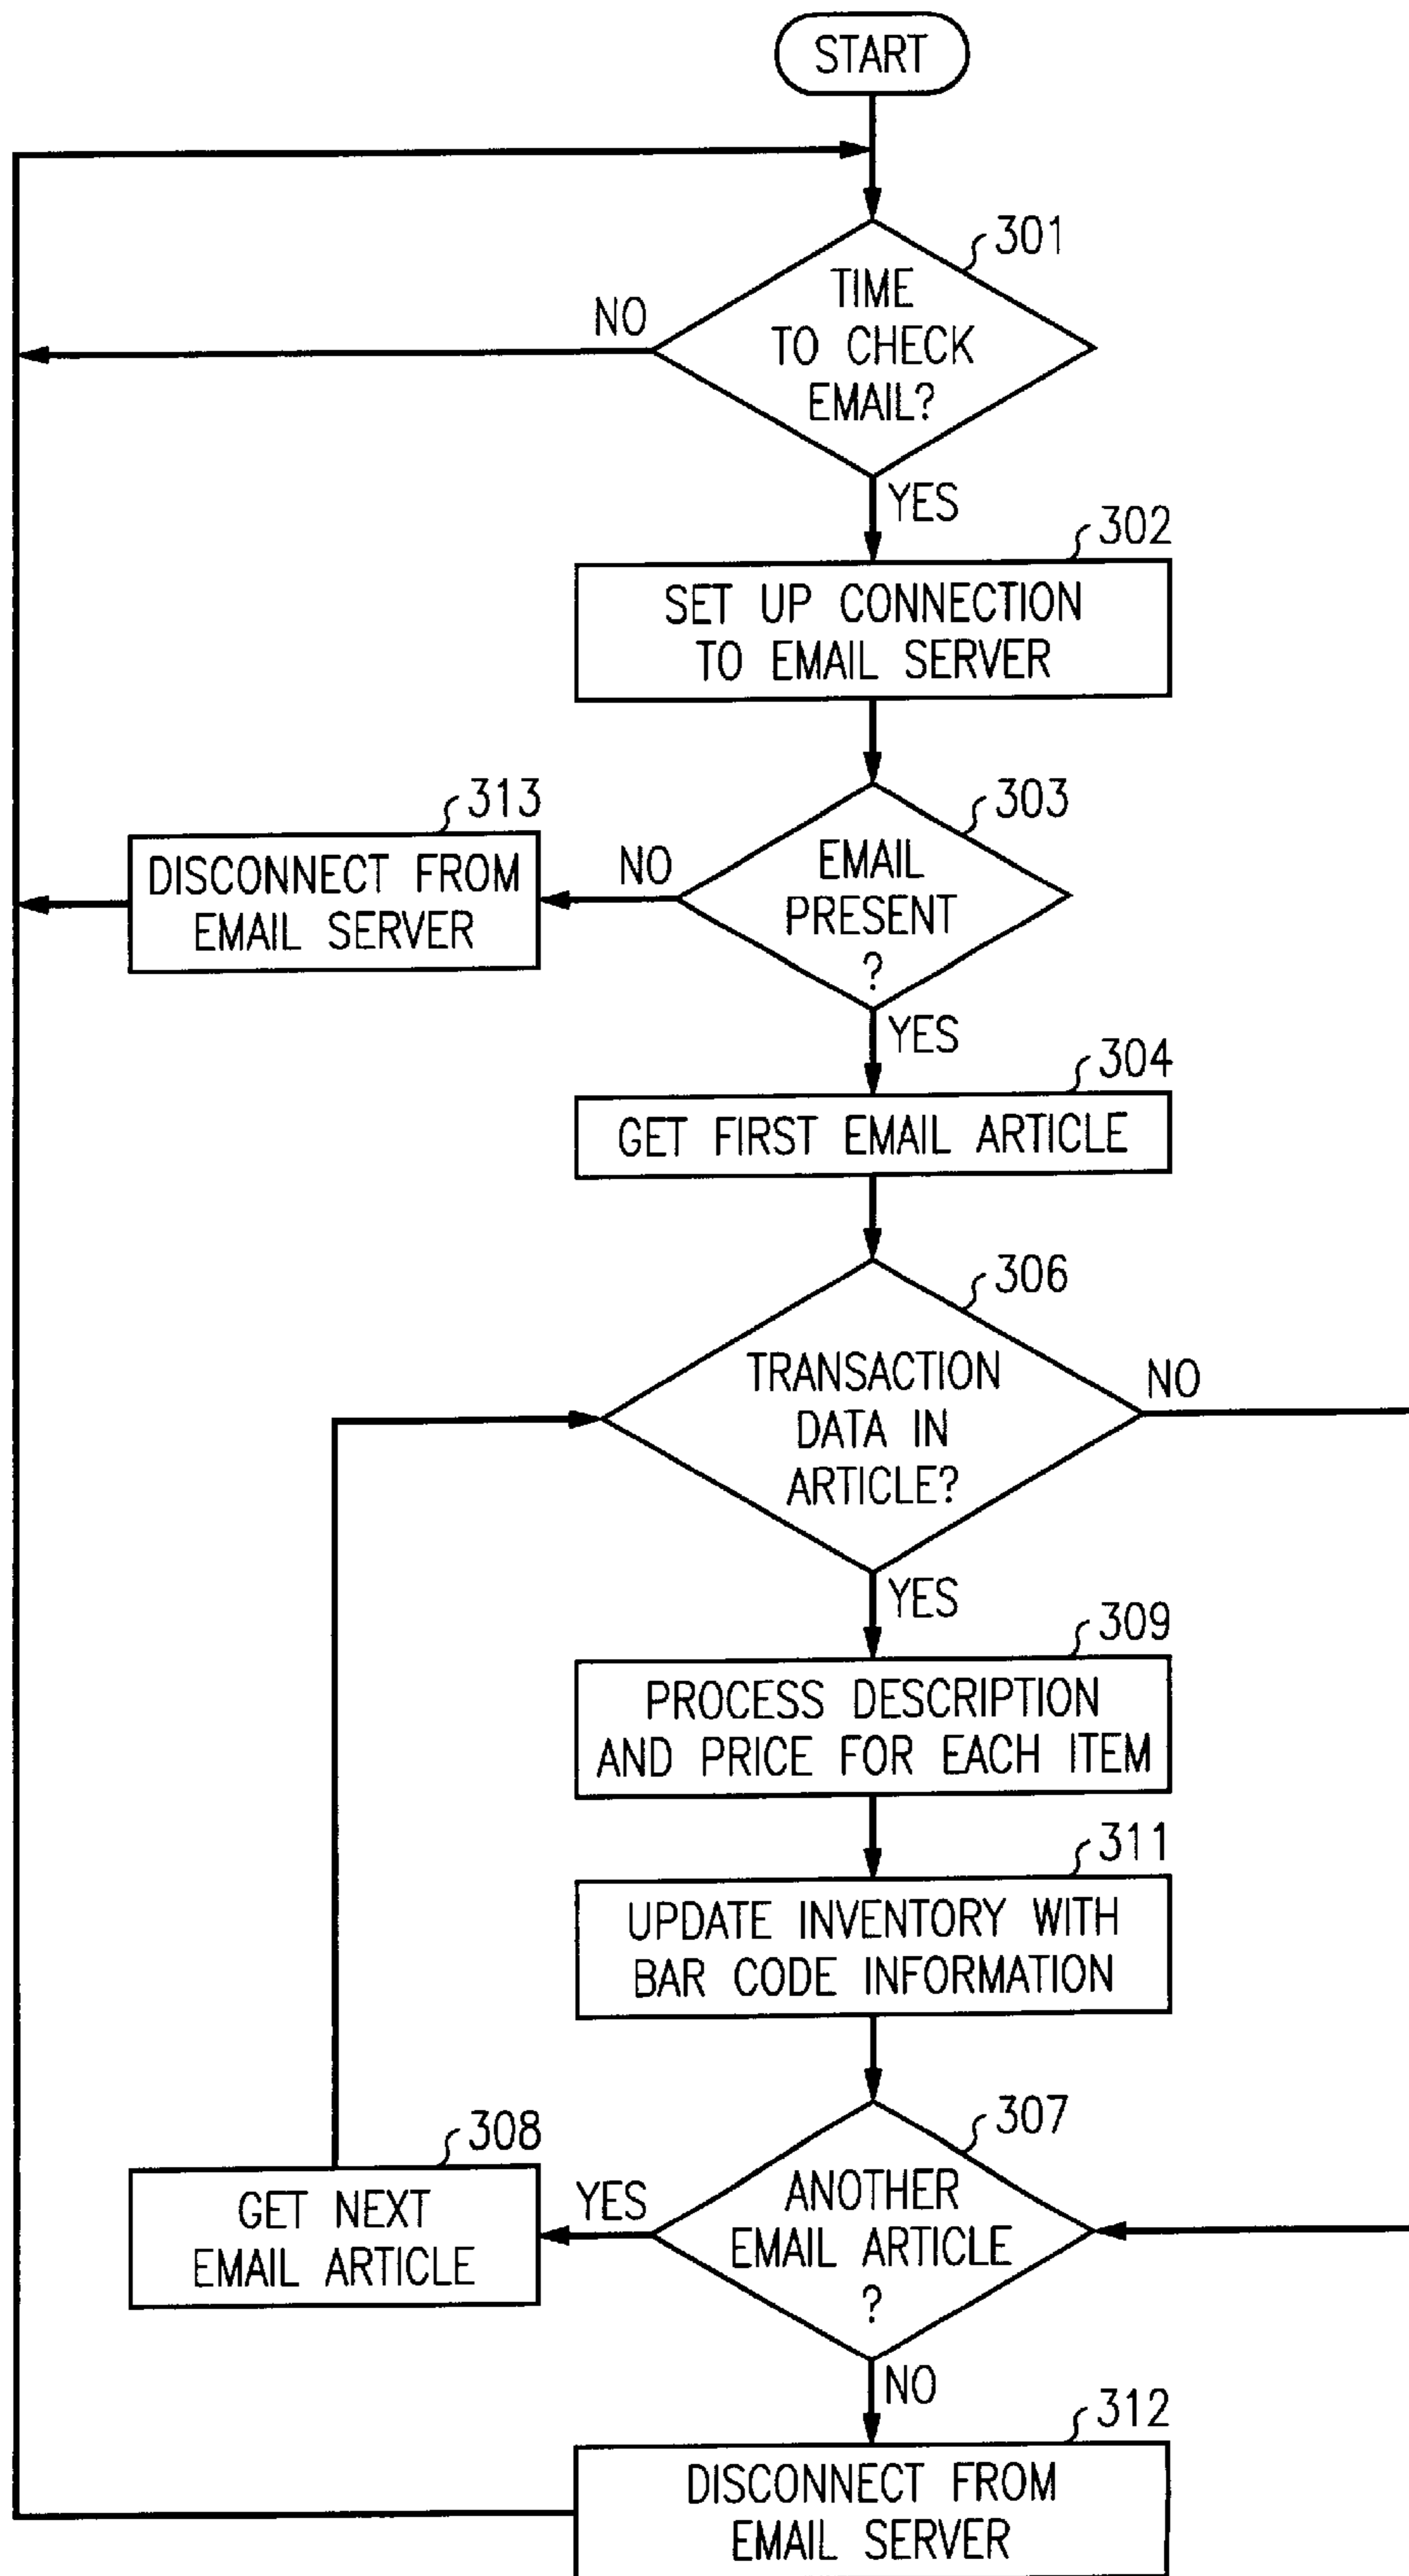 START
301
TIME
TO CHECK
EMAIL?
NO
YES
302
SET UP CONNECTION
TO EMAIL SERVER
313
DISCONNECT FROM
EMAIL SERVER
303
EMAIL
PRESENT
?
NO
YES
304
GET FIRST EMAIL ARTICLE
306
TRANSACTION
DATA IN
ARTICLE?
NO
YES
309
PROCESS DESCRIPTION
AND PRICE FOR EACH ITEM
311
UPDATE INVENTORY WITH
BAR CODE INFORMATION
307
ANOTHER
EMAIL ARTICLE
?
YES
308
GET NEXT
EMAIL ARTICLE
NO
312
DISCONNECT FROM
EMAIL SERVER